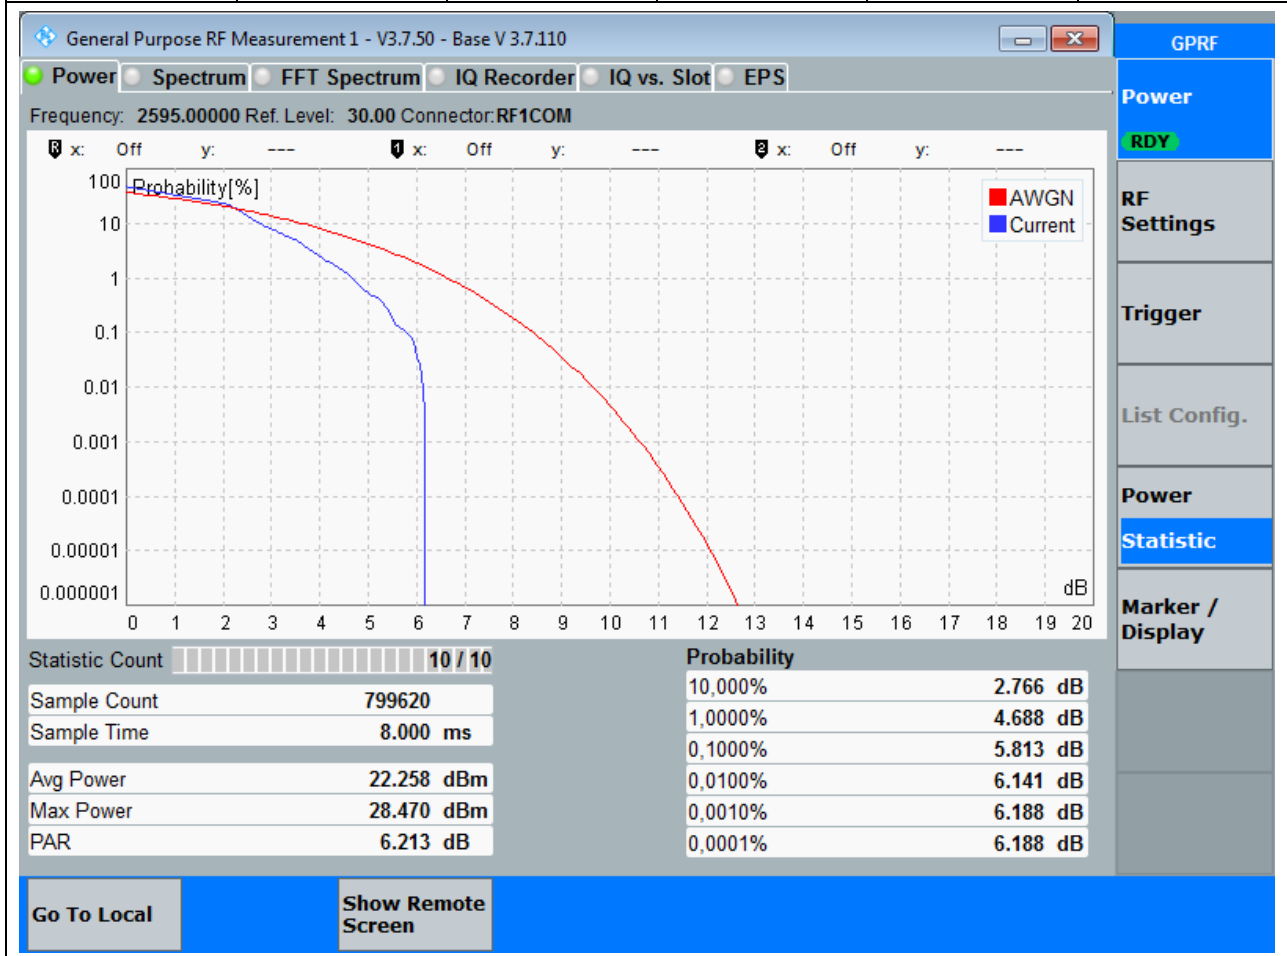 General Purpose RF Measurement 1 - V3.7.50 - Base V 3.7.110
GPRF
Power Spectrum FFT Spectrum IQ Recorder IQ vs. Slot EPS
Power
RDY
Frequency: 2595.00000 Ref. Level: 30.00 Connector: RF1COM
R x: Off y: --- 1 x: Off y: --- 2 x: Off y: ---
Probability[%]
AWGN
Current
100
10
1
0.1
0.01
0.001
0.0001
0.00001
0.000001
dB
0 1 2 3 4 5 6 7 8 9 10 11 12 13 14 15 16 17 18 19 20
RF
Settings
Trigger
List Config.
Power
Statistic
Marker /
Display
Statistic Count 10 / 10
Sample Count 799620
Sample Time 8.000 ms
Avg Power 22.258 dBm
Max Power 28.470 dBm
PAR 6.213 dB
Probability
10,000% 2.766 dB
1,0000% 4.688 dB
0,1000% 5.813 dB
0,0100% 6.141 dB
0,0010% 6.188 dB
0,0001% 6.188 dB
Go To Local
Show Remote
Screen